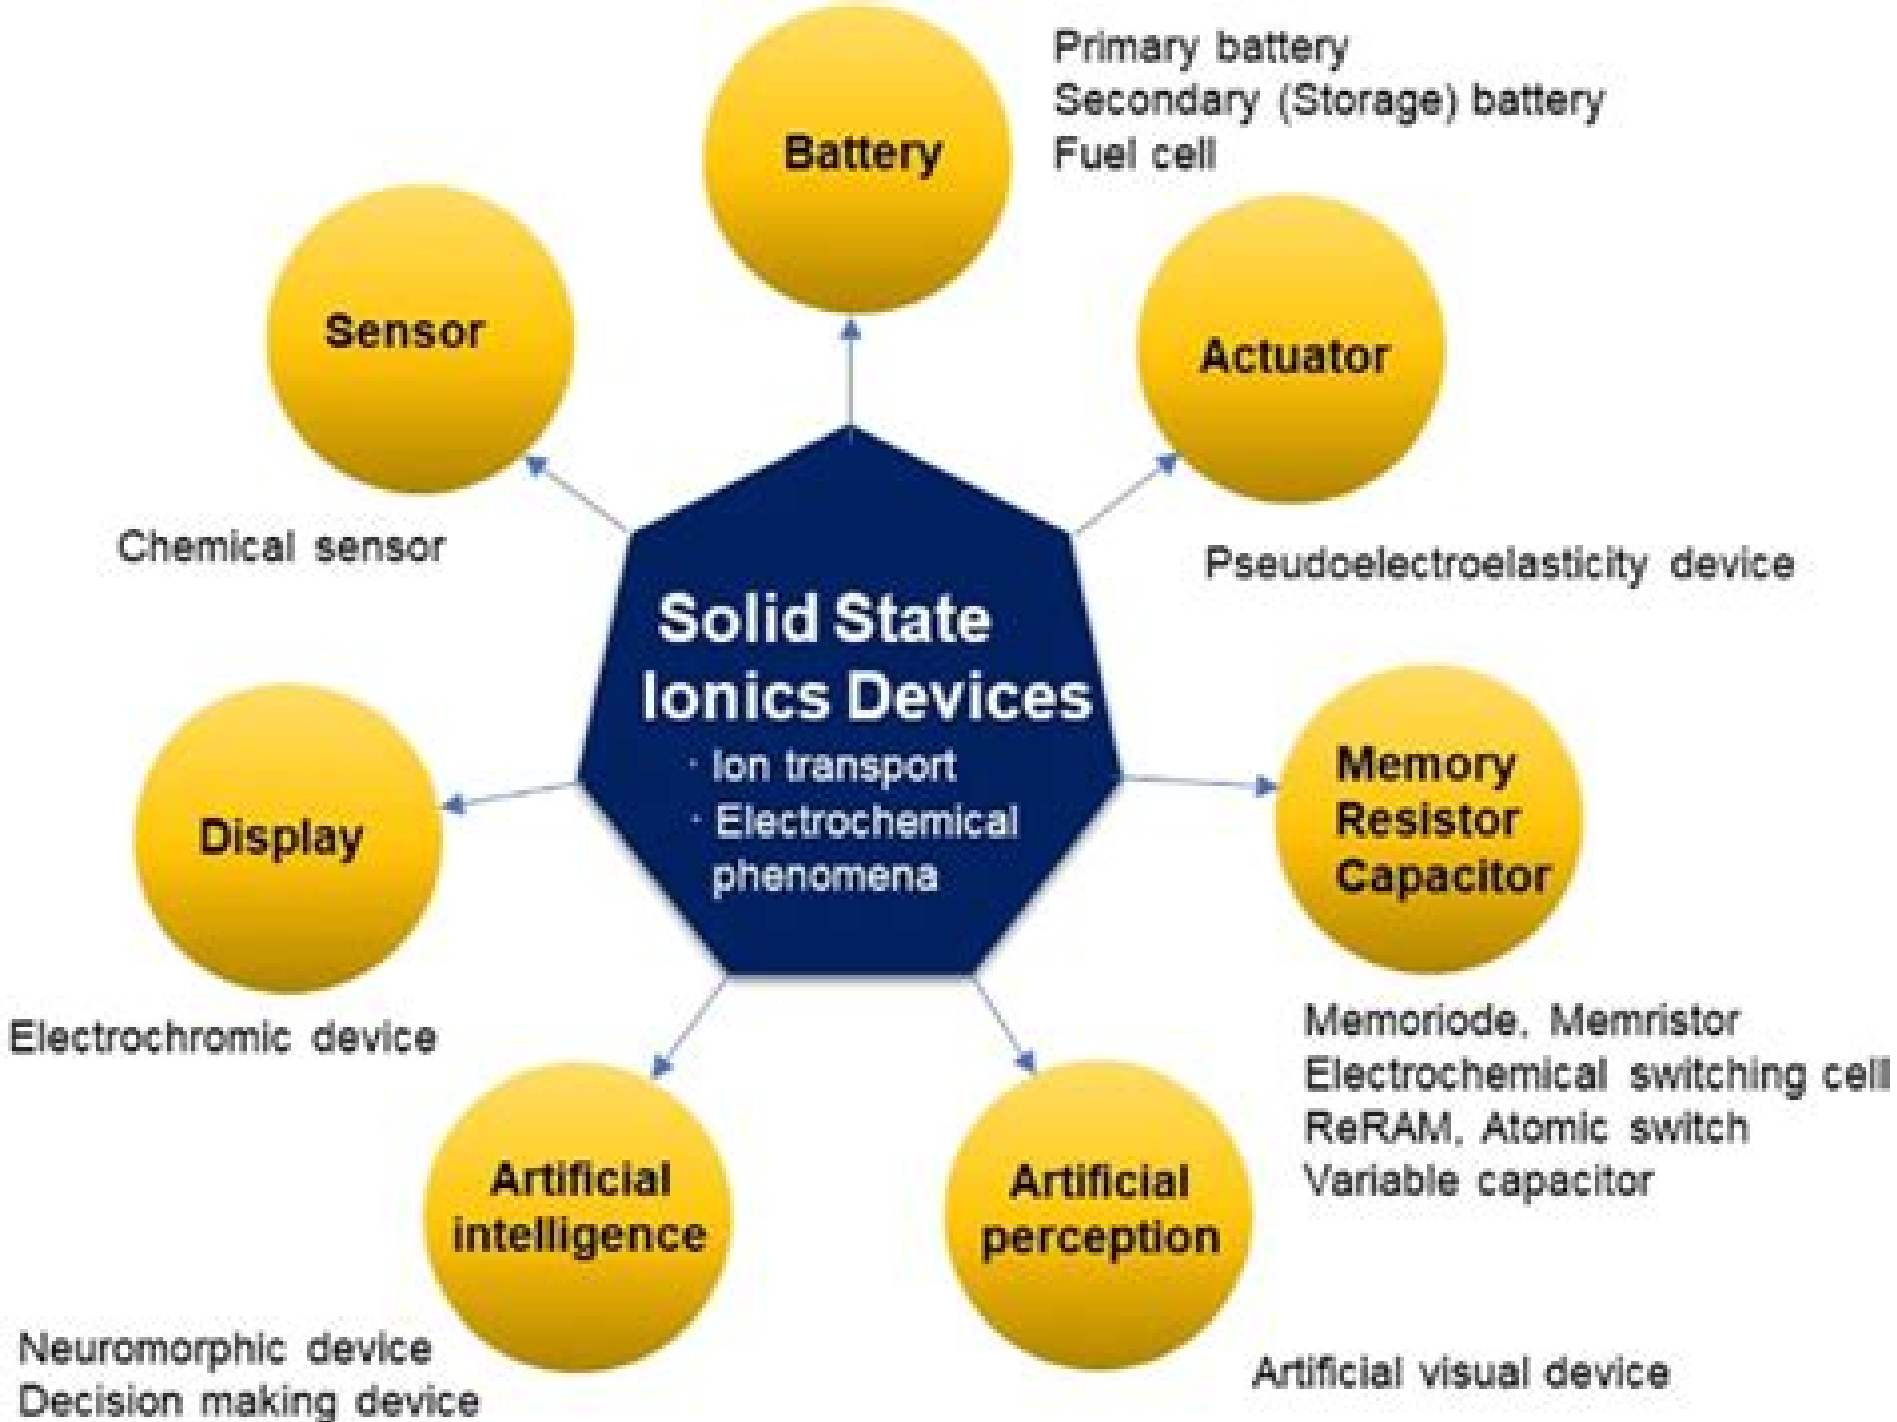 Battery
Primary battery
Secondary (Storage) battery
Fuel cell
Sensor
Chemical sensor
Actuator
Pseudoelectroelasticity device
Solid State
Ionics Devices
· Ion transport
· Electrochemical
phenomena
Display
Electrochromic device
Memory
Resistor
Capacitor
Memoriode, Memristor
Electrochemical switching cell
ReRAM, Atomic switch
Variable capacitor
Artificial
intelligence
Neuromorphic device
Decision making device
Artificial
perception
Artificial visual device